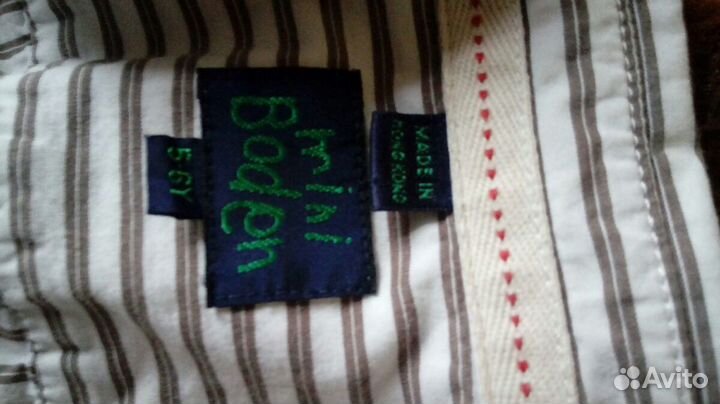 MADE IN
HONG KONG
mini
Boden
5-6Y
Avito